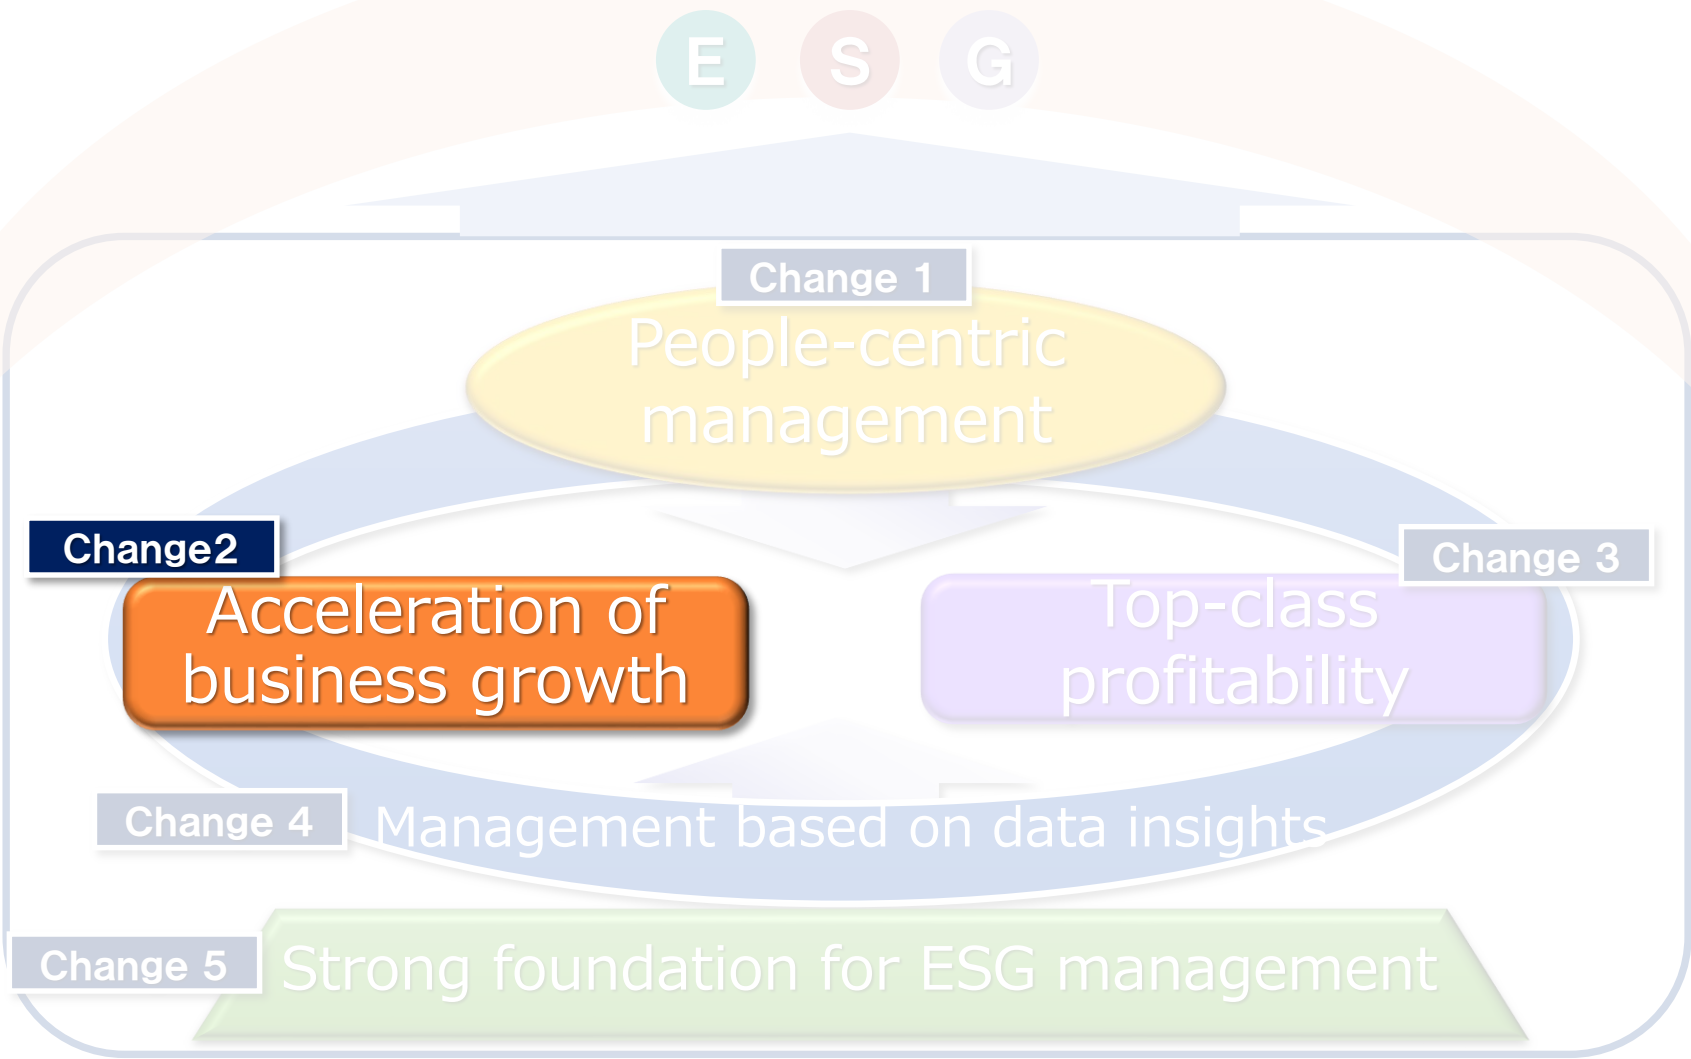 E S G
Change 1
People-centric
management
Change2
Acceleration of
business growth
Change 3
Top-class
profitability
Change 4
Management based on data insights
Change 5
Strong foundation for ESG management